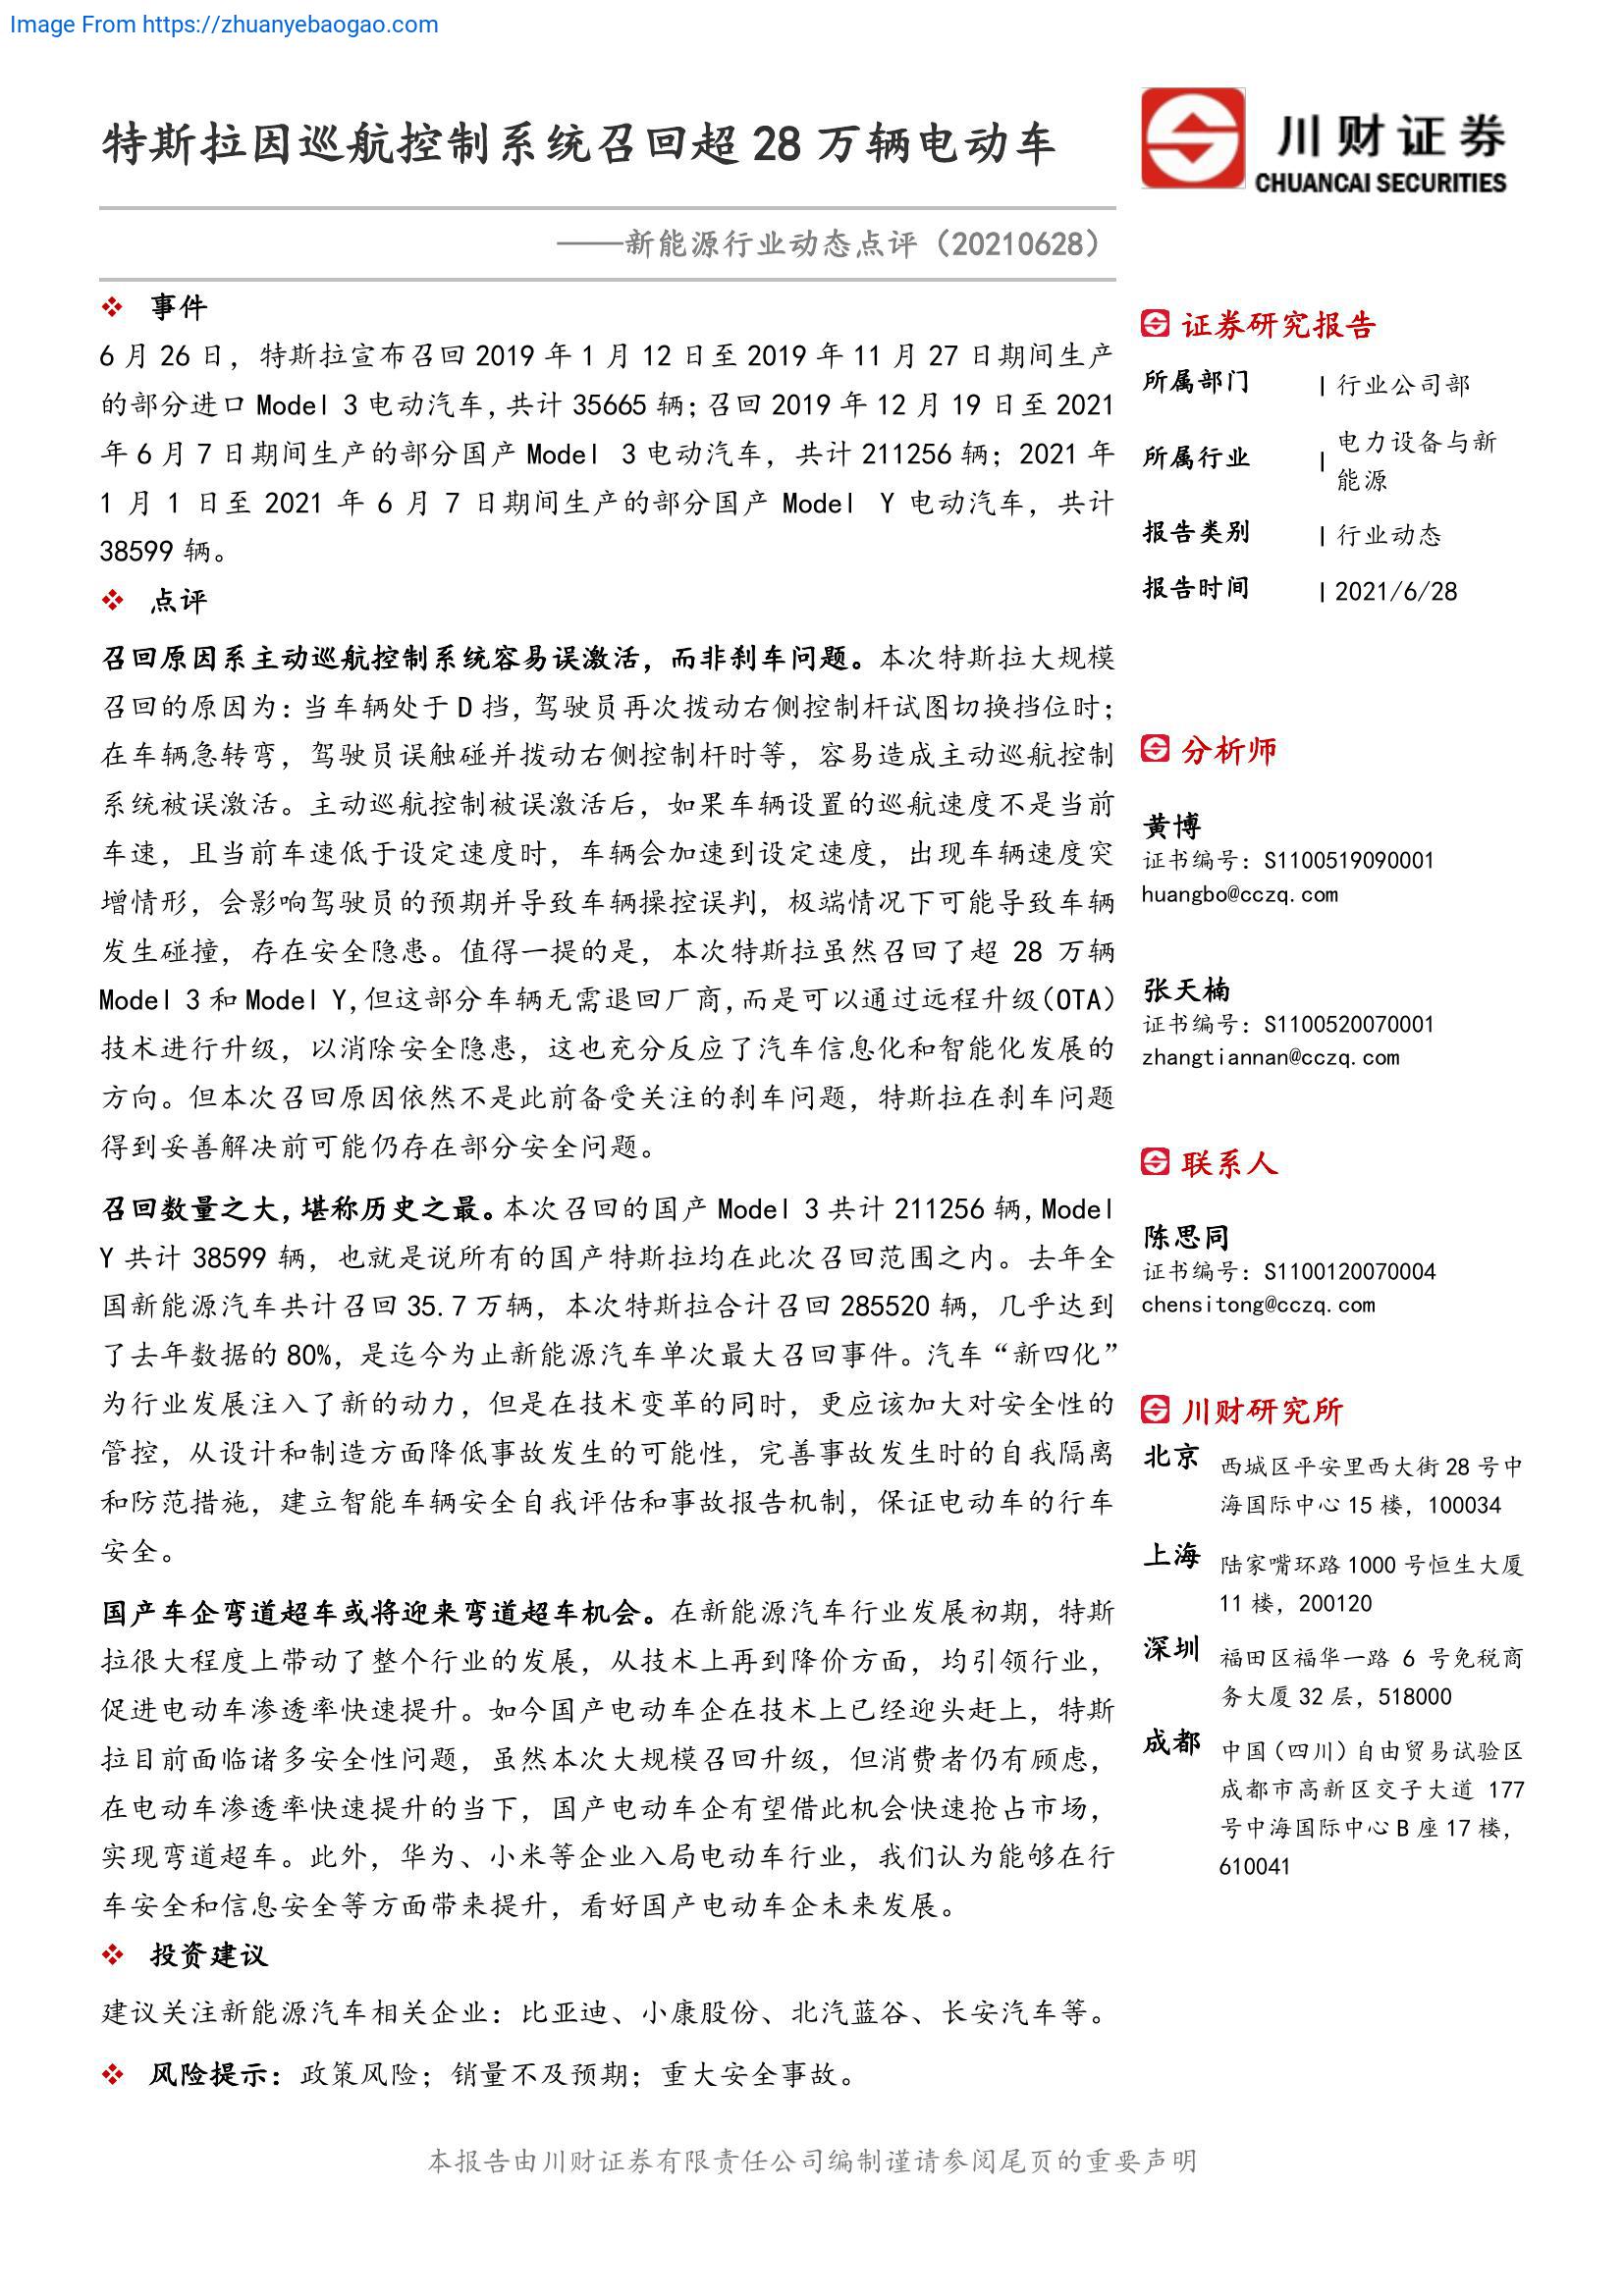 Image From https://zhuanyebaogao.com
特斯拉因巡航控制系统召回超 28 万辆电动车
川财证券
CHUANCAI SECURITIES
——新能源行业动态点评（20210628）
事件
6 月 26 日，特斯拉宣布召回 2019 年 1 月 12 日至 2019 年 11 月 27 日期间生产
的部分进口 Model 3 电动汽车，共计 35665 辆；召回 2019 年 12 月 19 日至 2021
年 6 月 7 日期间生产的部分国产 Model 3 电动汽车，共计 211256 辆；2021 年
1 月 1 日至 2021 年 6 月 7 日期间生产的部分国产 Model Y 电动汽车，共计
38599 辆。
点评
召回原因系主动巡航控制系统容易误激活，而非刹车问题。本次特斯拉大规模
召回的原因为：当车辆处于 D 挡，驾驶员再次拨动右侧控制杆试图切换挡位时；
在车辆急转弯，驾驶员误触碰并拨动右侧控制杆时等，容易造成主动巡航控制
系统被误激活。主动巡航控制被误激活后，如果车辆设置的巡航速度不是当前
车速，且当前车速低于设定速度时，车辆会加速到设定速度，出现车辆速度突
增情形，会影响驾驶员的预期并导致车辆操控误判，极端情况下可能导致车辆
发生碰撞，存在安全隐患。值得一提的是，本次特斯拉虽然召回了超 28 万辆
Model 3 和 Model Y，但这部分车辆无需退回厂商，而是可以通过远程升级（OTA）
技术进行升级，以消除安全隐患，这也充分反应了汽车信息化和智能化发展的
方向。但本次召回原因依然不是此前备受关注的刹车问题，特斯拉在刹车问题
得到妥善解决前可能仍存在部分安全问题。
召回数量之大，堪称历史之最。本次召回的国产 Model 3 共计 211256 辆，Model
Y 共计 38599 辆，也就是说所有的国产特斯拉均在此次召回范围之内。去年全
国新能源汽车共计召回 35.7 万辆，本次特斯拉合计召回 285520 辆，几乎达到
了去年数据的 80%，是迄今为止新能源汽车单次最大召回事件。汽车“新四化”
为行业发展注入了新的动力，但是在技术变革的同时，更应该加大对安全性的
管控，从设计和制造方面降低事故发生的可能性，完善事故发生时的自我隔离
和防范措施，建立智能车辆安全自我评估和事故报告机制，保证电动车的行车
安全。
国产车企弯道超车或将迎来弯道超车机会。在新能源汽车行业发展初期，特斯
拉很大程度上带动了整个行业的发展，从技术上再到降价方面，均引领行业，
促进电动车渗透率快速提升。如今国产电动车企在技术上已经迎头赶上，特斯
拉目前面临诸多安全性问题，虽然本次大规模召回升级，但消费者仍有顾虑，
在电动车渗透率快速提升的当下，国产电动车企有望借此机会快速抢占市场，
实现弯道超车。此外，华为、小米等企业入局电动车行业，我们认为能够在行
车安全和信息安全等方面带来提升，看好国产电动车企未来发展。
投资建议
建议关注新能源汽车相关企业：比亚迪、小康股份、北汽蓝谷、长安汽车等。
风险提示：政策风险；销量不及预期；重大安全事故。
证券研究报告
所属部门 | 行业公司部
所属行业 | 电力设备与新
能源
报告类别 | 行业动态
报告时间 | 2021/6/28
分析师
黄博
证书编号：S1100519090001
huangbo@cczq.com
张天楠
证书编号：S1100520070001
zhangtiannan@cczq.com
联系人
陈思同
证书编号：S1100120070004
chensitong@cczq.com
川财研究所
北京 西城区平安里西大街 28 号中
海国际中心 15 楼，100034
上海 陆家嘴环路 1000 号恒生大厦
11 楼，200120
深圳 福田区福华一路 6 号免税商
务大厦 32 层，518000
成都 中国（四川）自由贸易试验区
成都市高新区交子大道 177
号中海国际中心 B 座 17 楼，
610041
本报告由川财证券有限责任公司编制谨请参阅尾页的重要声明